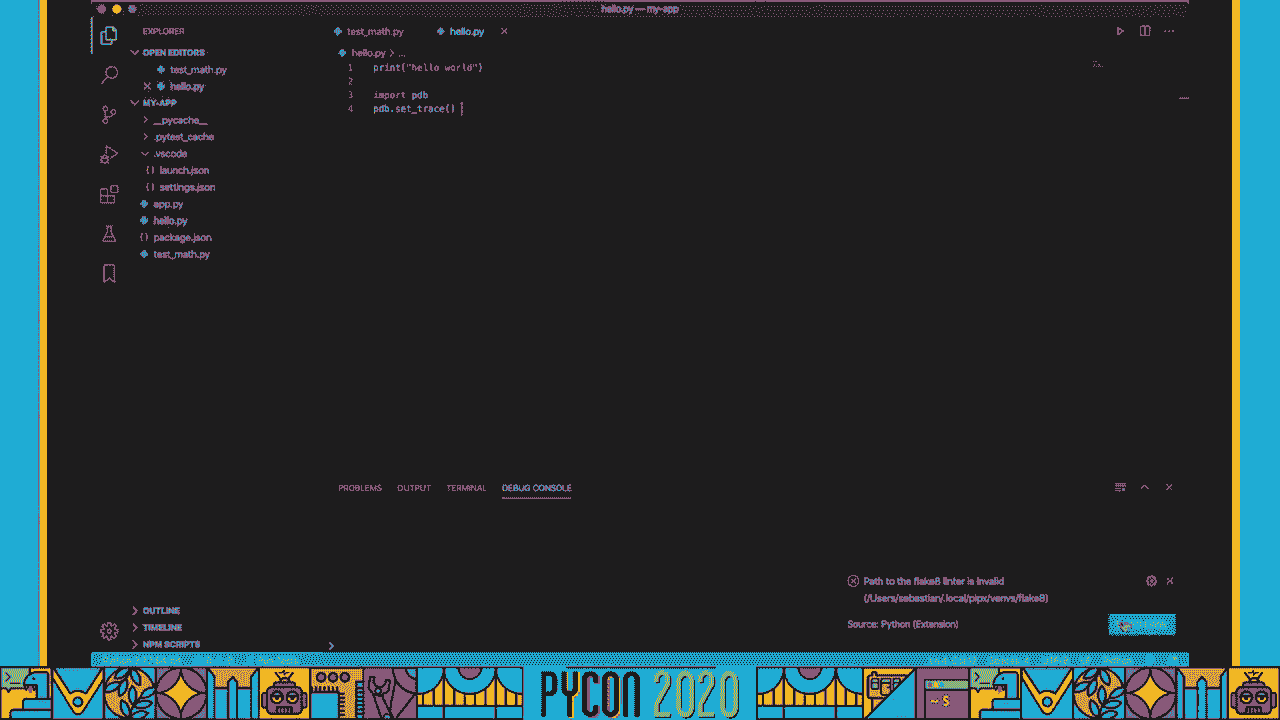 hello.py — my-app
EXPLORER
OPEN EDITORS
test_math.py
hello.py
MY-APP
__pycache__
.pytest_cache
.vscode
{} launch.json
{} settings.json
app.py
hello.py
{} package.json
test_math.py
OUTLINE
TIMELINE
NPM SCRIPTS
test_math.py
hello.py
hello.py > ...
1 print("hello world")
2
3 import pdb
4 pdb.set_trace()
PROBLEMS OUTPUT TERMINAL DEBUG CONSOLE
Path to the flake8 linter is invalid
(/Users/sebastian/.local/pipx/venvs/flake8)
Source: Python (Extension)
PYCON 2020
~ $